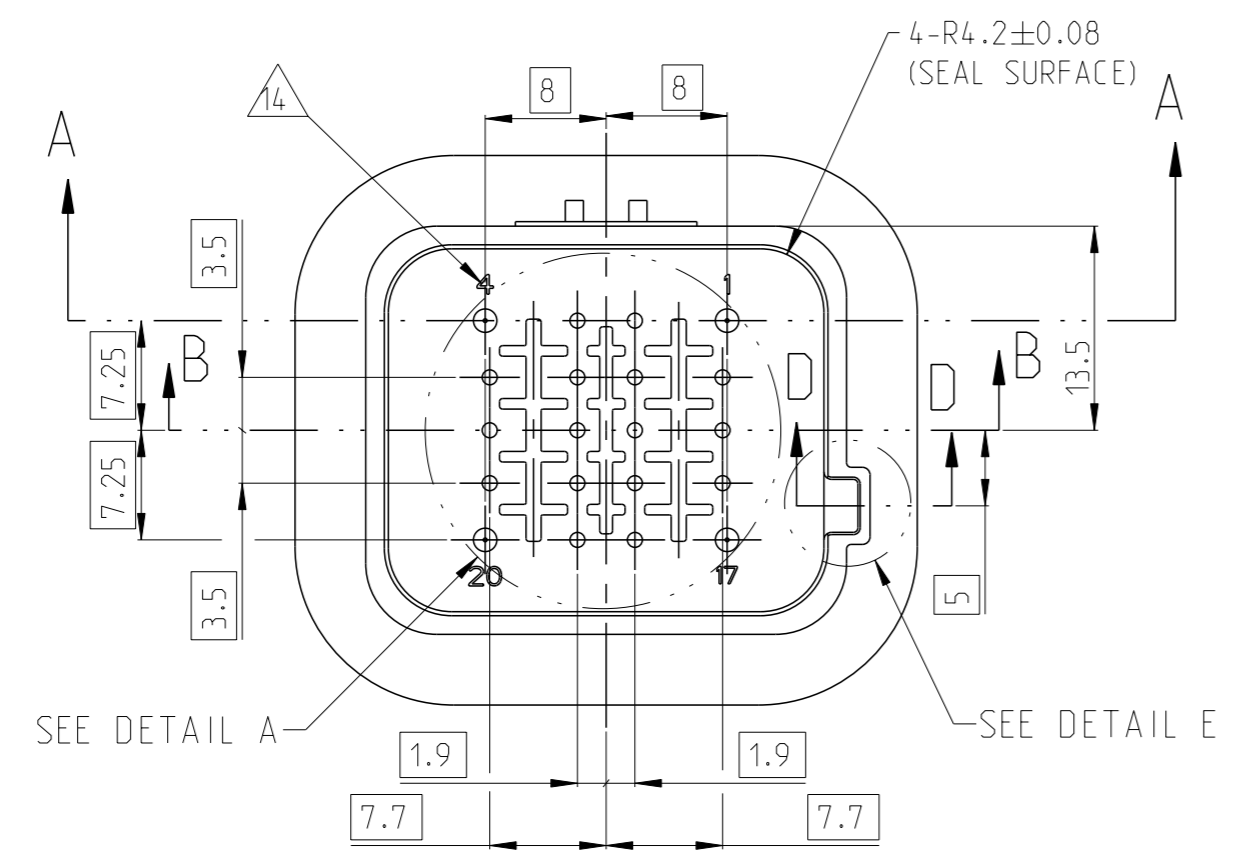 4-R4.2±0.08
(SEAL SURFACE)
14
8
8
A
A
3.5
4
1
7.25
B
D
D
B
13.5
7.25
3.5
20
17
5
SEE DETAIL A
SEE DETAIL E
1.9
1.9
7.7
7.7